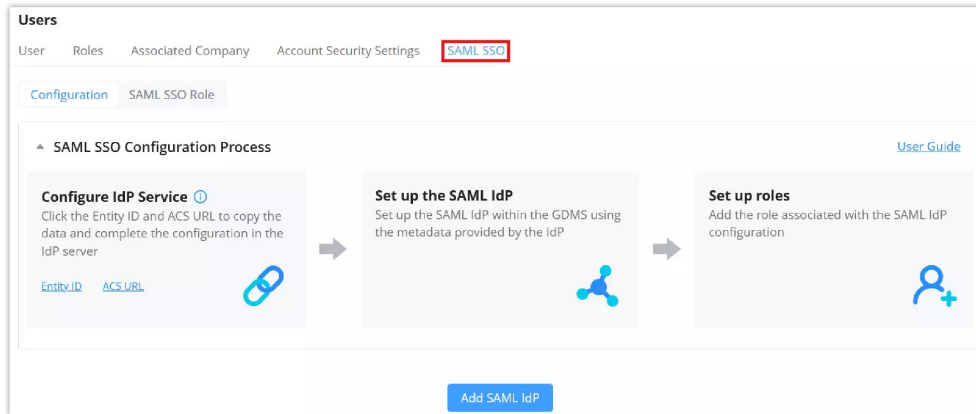 Users
User Roles Associated Company Account Security Settings SAML SSO
Configuration SAML SSO Role
SAML SSO Configuration Process User Guide
Configure IdP Service
Click the Entity ID and ACS URL to copy the
data and complete the configuration in the
IdP server
Entity ID ACS URL
Set up the SAML IdP
Set up the SAML IdP within the GDMS using
the metadata provided by the IdP
Set up roles
Add the role associated with the SAML IdP
configuration
Add SAML IdP